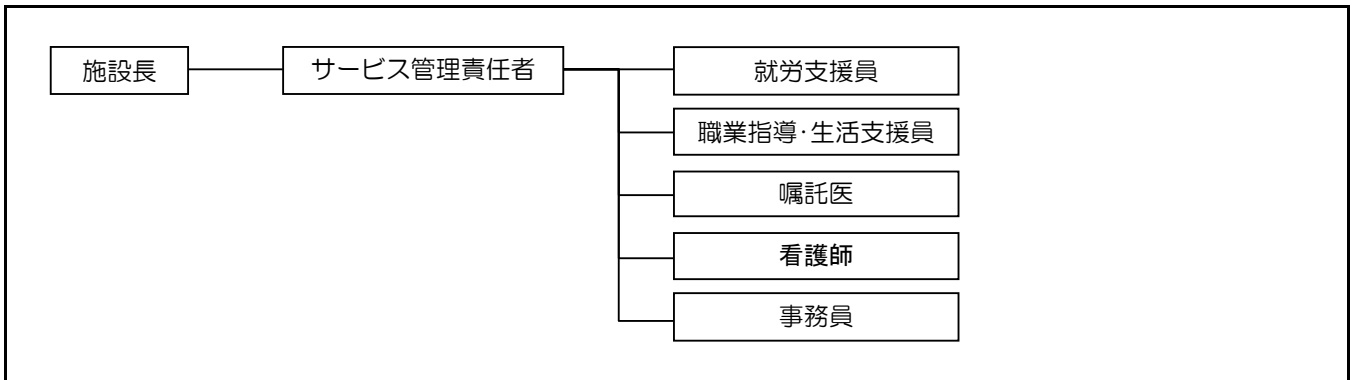 施設長
サービス管理責任者
就労支援員
職業指導･生活支援員
嘱託医
看護師
事務員